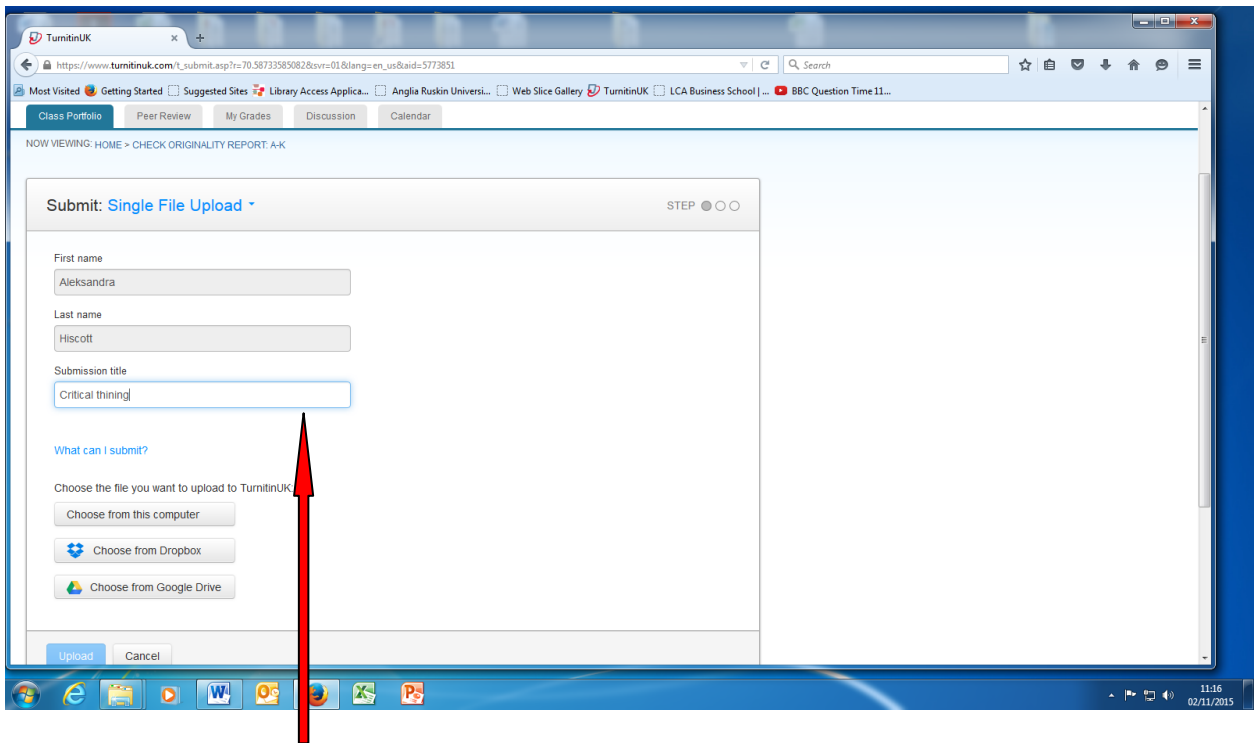 TurnitinUK
https://www.turnitinuk.com/t_submit.asp?r=70.58733585082&svr=01&lang=en_us&aid=5773851
Search
Most Visited Getting Started Suggested Sites Library Access Applica... Anglia Ruskin Universi... Web Slice Gallery TurnitinUK LCA Business School | ... BBC Question Time 11...
Class Portfolio Peer Review My Grades Discussion Calendar
NOW VIEWING: HOME > CHECK ORIGINALITY REPORT: A-K
Submit: Single File Upload
STEP
First name
Aleksandra
Last name
Hiscott
Submission title
Critical thining
What can I submit?
Choose the file you want to upload to TurnitinUK:
Choose from this computer
Choose from Dropbox
Choose from Google Drive
Upload Cancel
11:16
02/11/2015